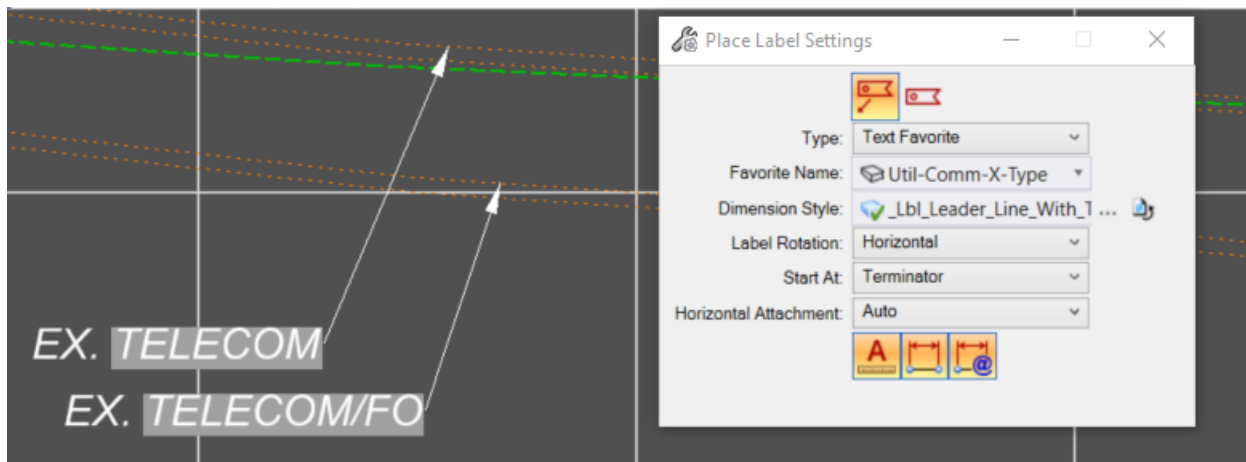 Place Label Settings
Type: Text Favorite
Favorite Name: Util-Comm-X-Type
Dimension Style: _Lbl_Leader_Line_With_ ...
Label Rotation: Horizontal
Start At: Terminator
Horizontal Attachment: Auto
A
@
EX. TELECOM
EX. TELECOM/FO